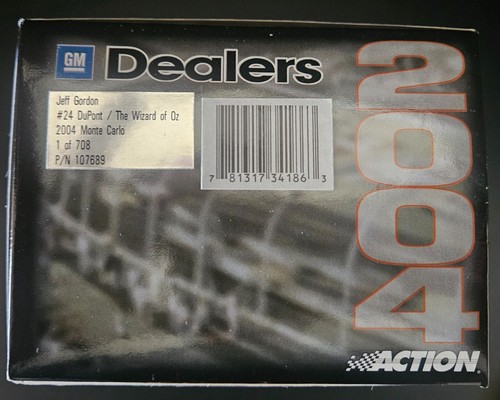 GM Dealers
Jeff Gordon
#24 DuPont / The Wizard of Oz
2004 Monte Carlo
1 of 708
P/N 107689
7 81317 34186 3
2004
ACTION